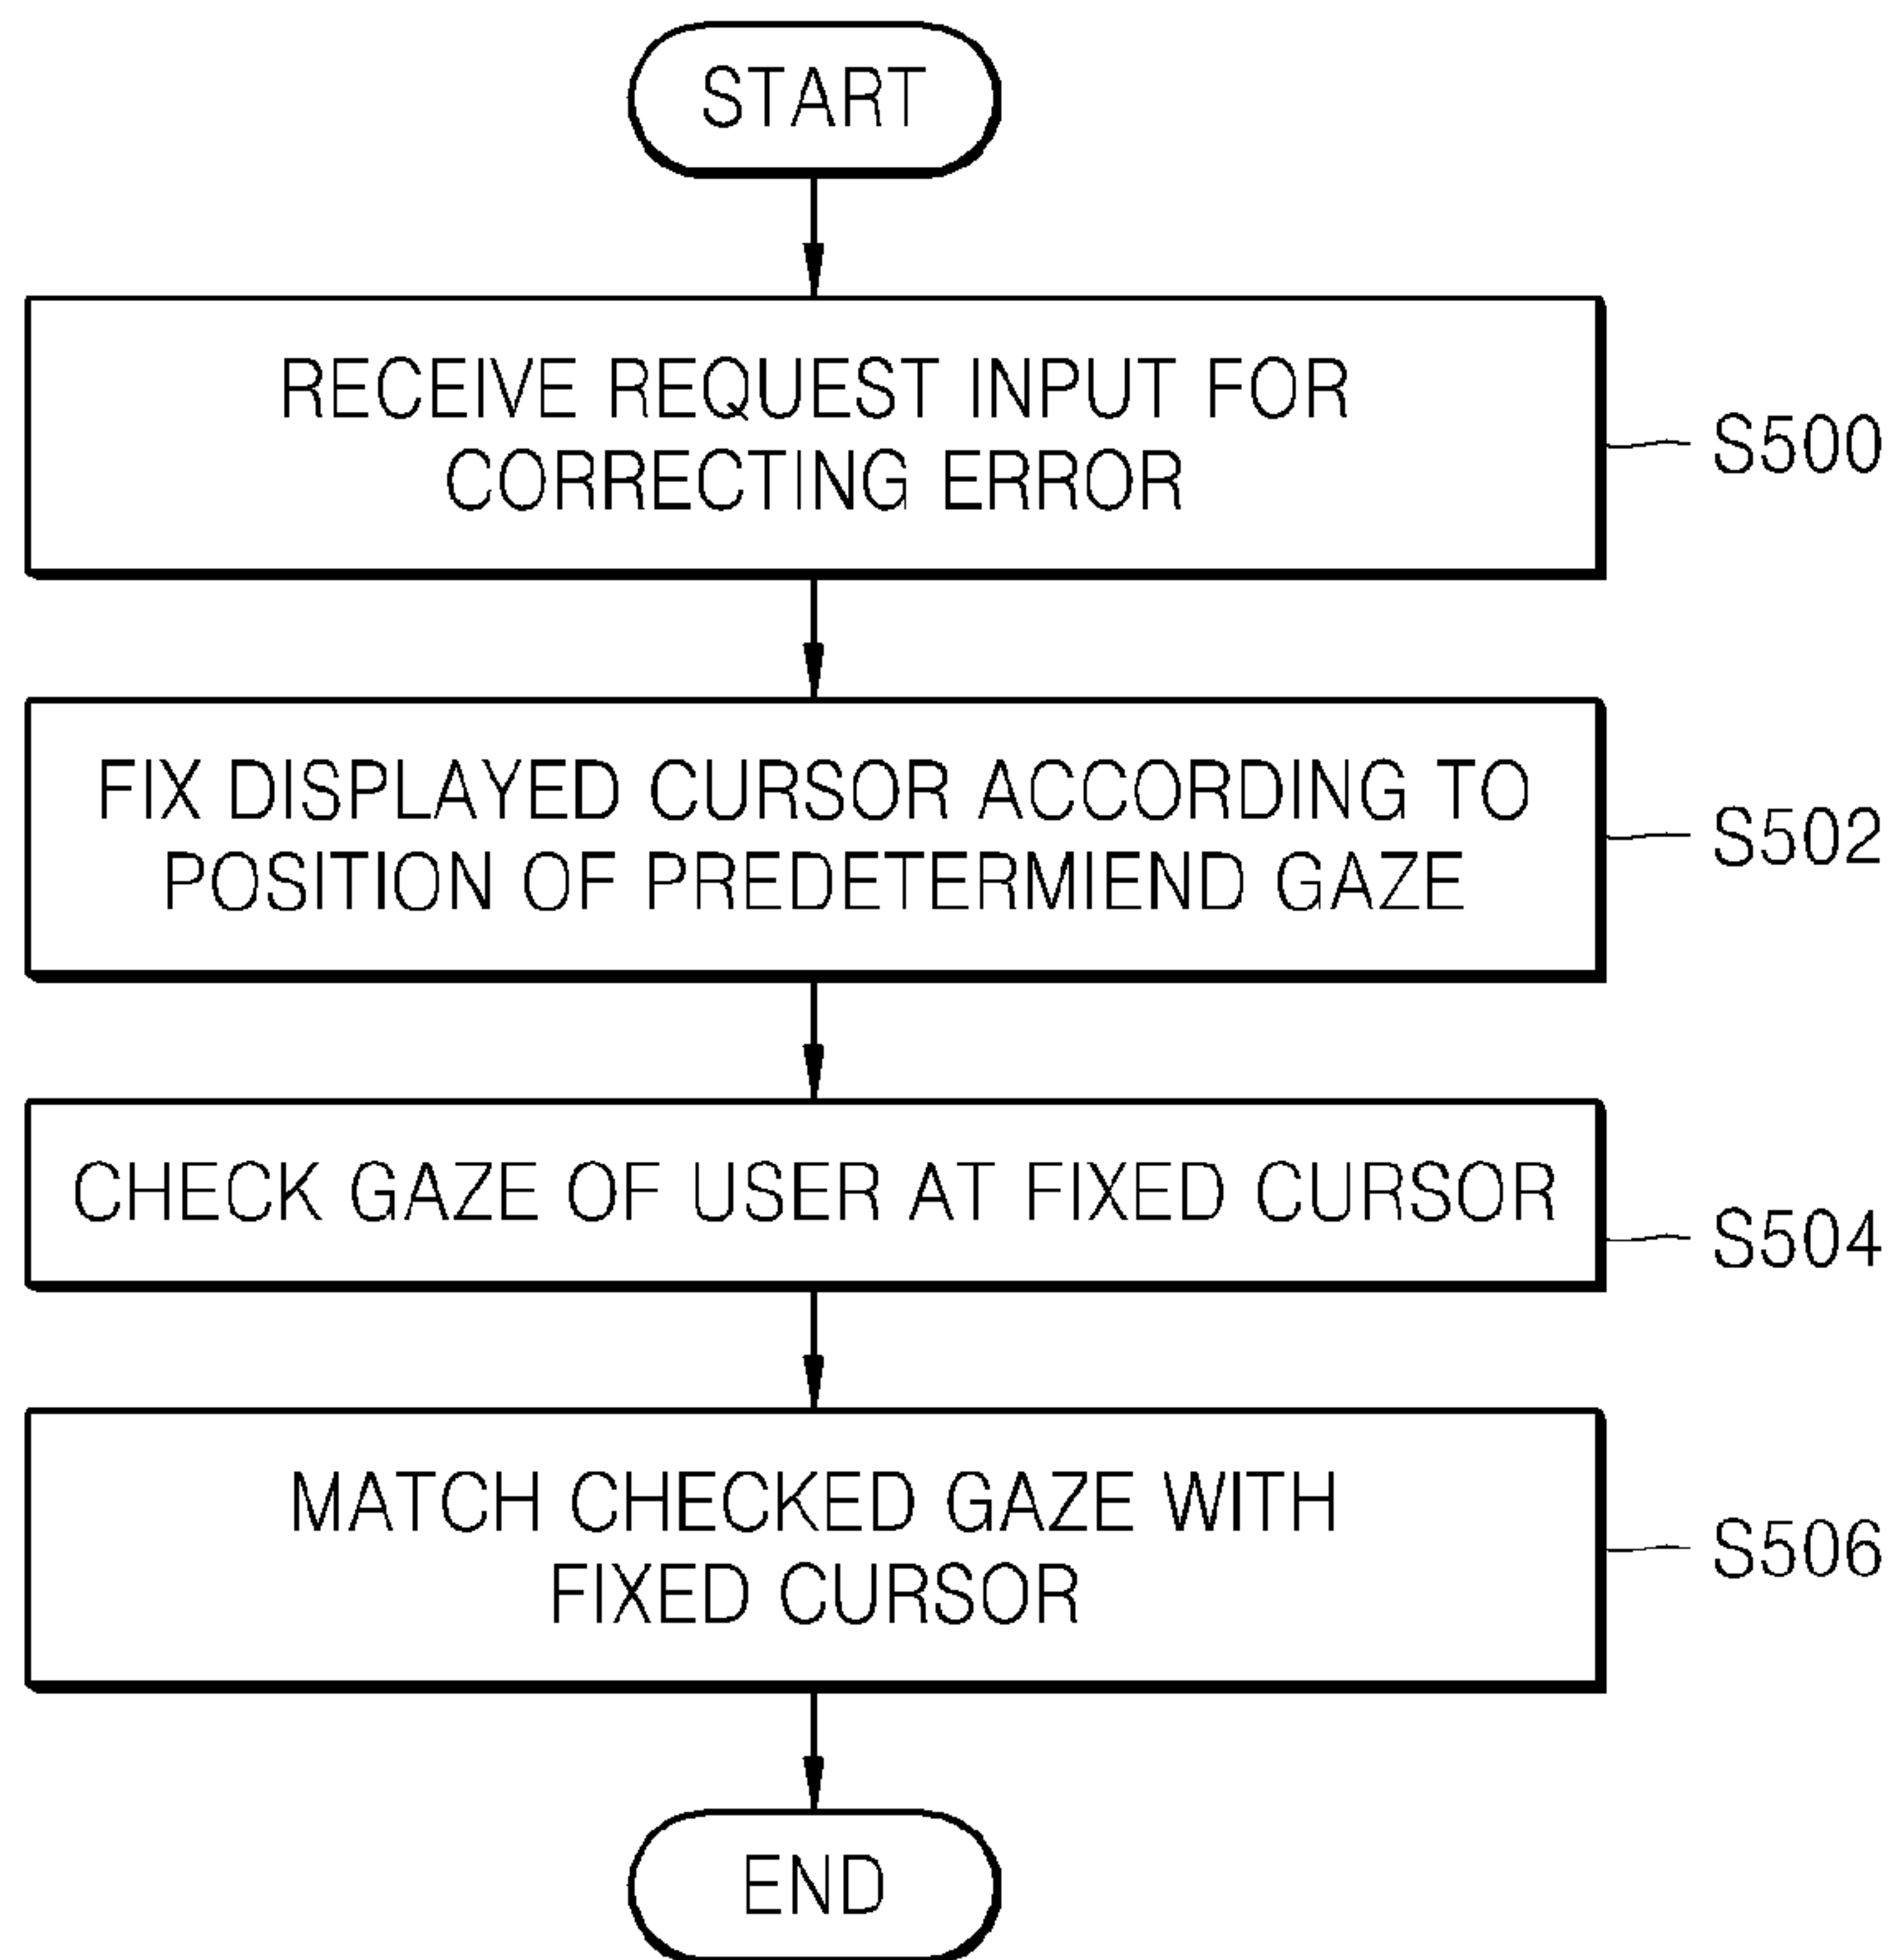 START
RECEIVE REQUEST INPUT FOR
CORRECTING ERROR
S500
FIX DISPLAYED CURSOR ACCORDING TO
POSITION OF PREDETERMIEND GAZE
S502
CHECK GAZE OF USER AT FIXED CURSOR
S504
MATCH CHECKED GAZE WITH
FIXED CURSOR
S506
END